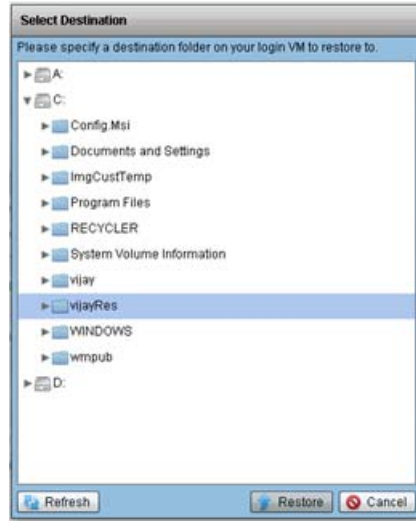 Select Destination
Please specify a destination folder on your login VM to restore to.
A:
C:
Config.Msi
Documents and Settings
ImgCustTemp
Program Files
RECYCLER
System Volume Information
vijay
vijayRes
WINDOWS
wmpub
D:
Refresh Restore Cancel